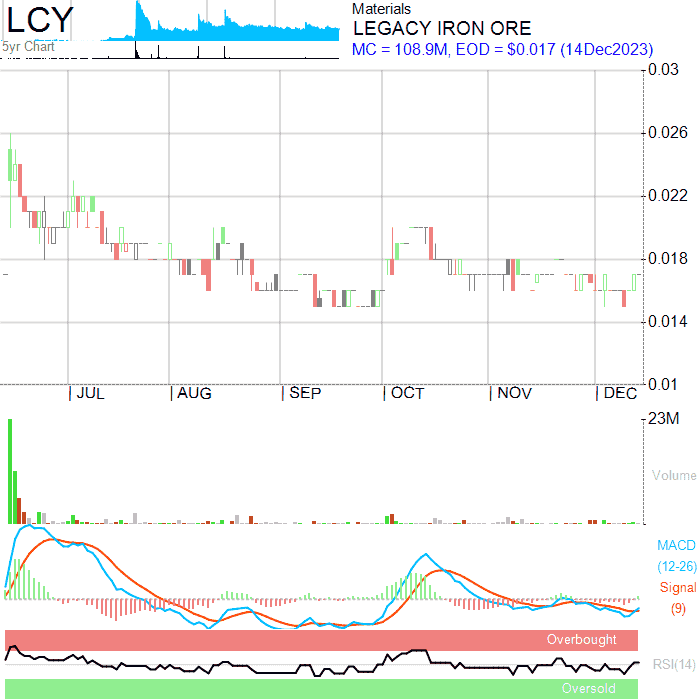 LCY
5yr Chart
Materials
LEGACY IRON ORE
MC = 108.9M, EOD = $0.017 (14Dec2023)
0.03
0.026
0.022
0.018
0.014
0.01
JUL AUG SEP OCT NOV DEC
23M
Volume
MACD
(12-26)
Signal
(9)
Overbought
RSI(14)
Oversold